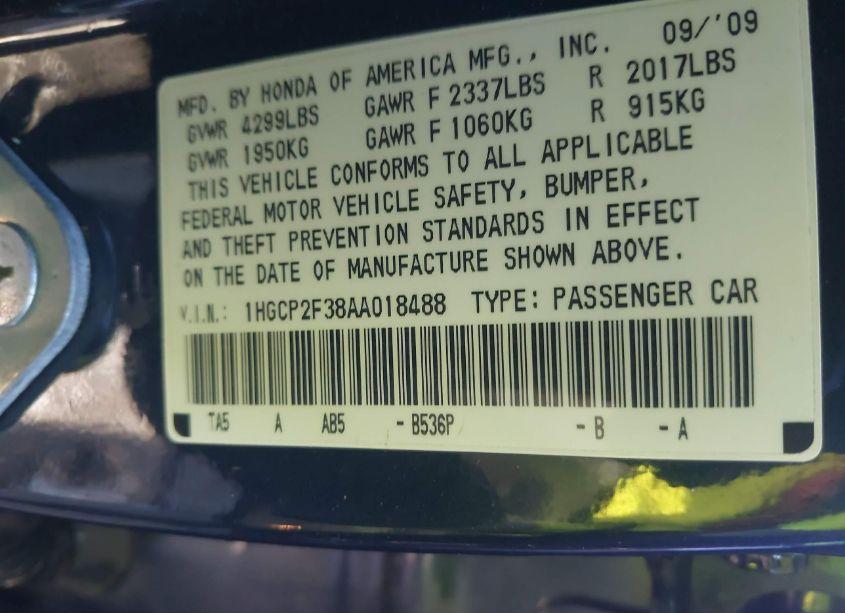 MFD. BY HONDA OF AMERICA MFG., INC. 09/'09
GVWR 4299LBS GAWR F 2337LBS R 2017LBS
GVWR 1950KG GAWR F 1060KG R 915KG
THIS VEHICLE CONFORMS TO ALL APPLICABLE
FEDERAL MOTOR VEHICLE SAFETY, BUMPER,
AND THEFT PREVENTION STANDARDS IN EFFECT
ON THE DATE OF MANUFACTURE SHOWN ABOVE.
V.I.N.: 1HGCP2F38AA018488 TYPE: PASSENGER CAR
TA5 A AB5 -B536P -B -A